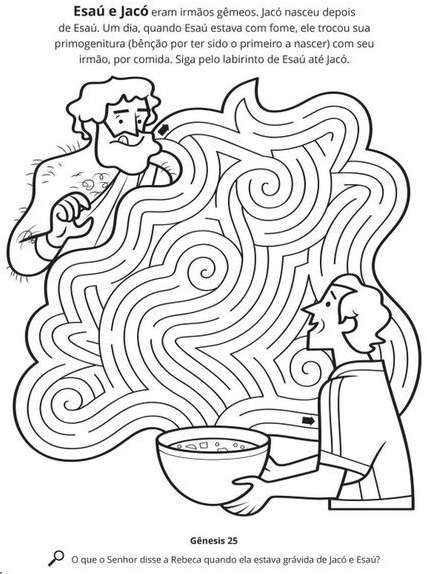 Esaú e Jacó eram irmãos gêmeos. Jacó nasceu depois
de Esaú. Um dia, quando Esaú estava com fome, ele trocou sua
primogenitura (bênção por ter sido o primeiro a nascer) com seu
irmão, por comida. Siga pelo labirinto de Esaú até Jacó.
Gênesis 25
O que o Senhor disse a Rebeca quando ela estava grávida de Jacó e Esaú?